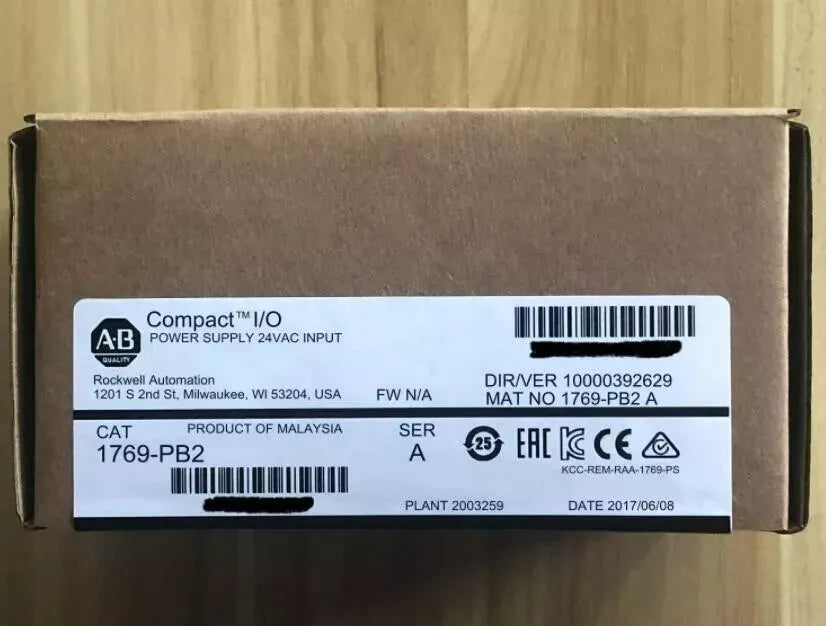 A·B
QUALITY
Compact™ I/O
POWER SUPPLY 24VAC INPUT
Rockwell Automation
1201 S 2nd St, Milwaukee, WI 53204, USA
FW N/A
DIR/VER 10000392629
MAT NO 1769-PB2 A
CAT
PRODUCT OF MALAYSIA
1769-PB2
SER
A
25
EAC
CE
KCC-REM-RAA-1769-PS
PLANT 2003259
DATE 2017/06/08